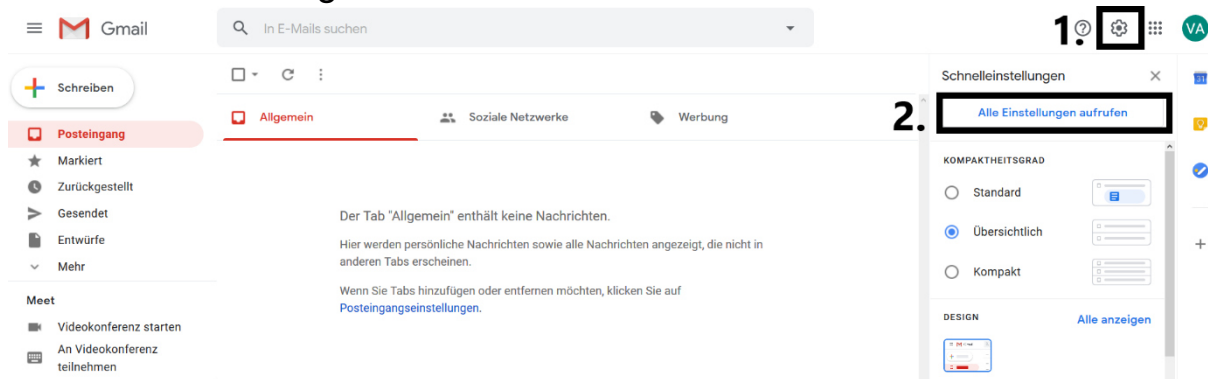 Gmail
In E-Mails suchen
1.
VA
Schreiben
Posteingang
Markiert
Zurückgestellt
Gesendet
Entwürfe
Mehr
Meet
Videokonferenz starten
An Videokonferenz
teilnehmen
Allgemein
Soziale Netzwerke
Werbung
Der Tab "Allgemein" enthält keine Nachrichten.
Hier werden persönliche Nachrichten sowie alle Nachrichten angezeigt, die nicht in
anderen Tabs erscheinen.
Wenn Sie Tabs hinzufügen oder entfernen möchten, klicken Sie auf
Posteingangseinstellungen.
Schnelleinstellungen
2.
Alle Einstellungen aufrufen
KOMPAKTHEITSGRAD
Standard
Übersichtlich
Kompakt
DESIGN
Alle anzeigen